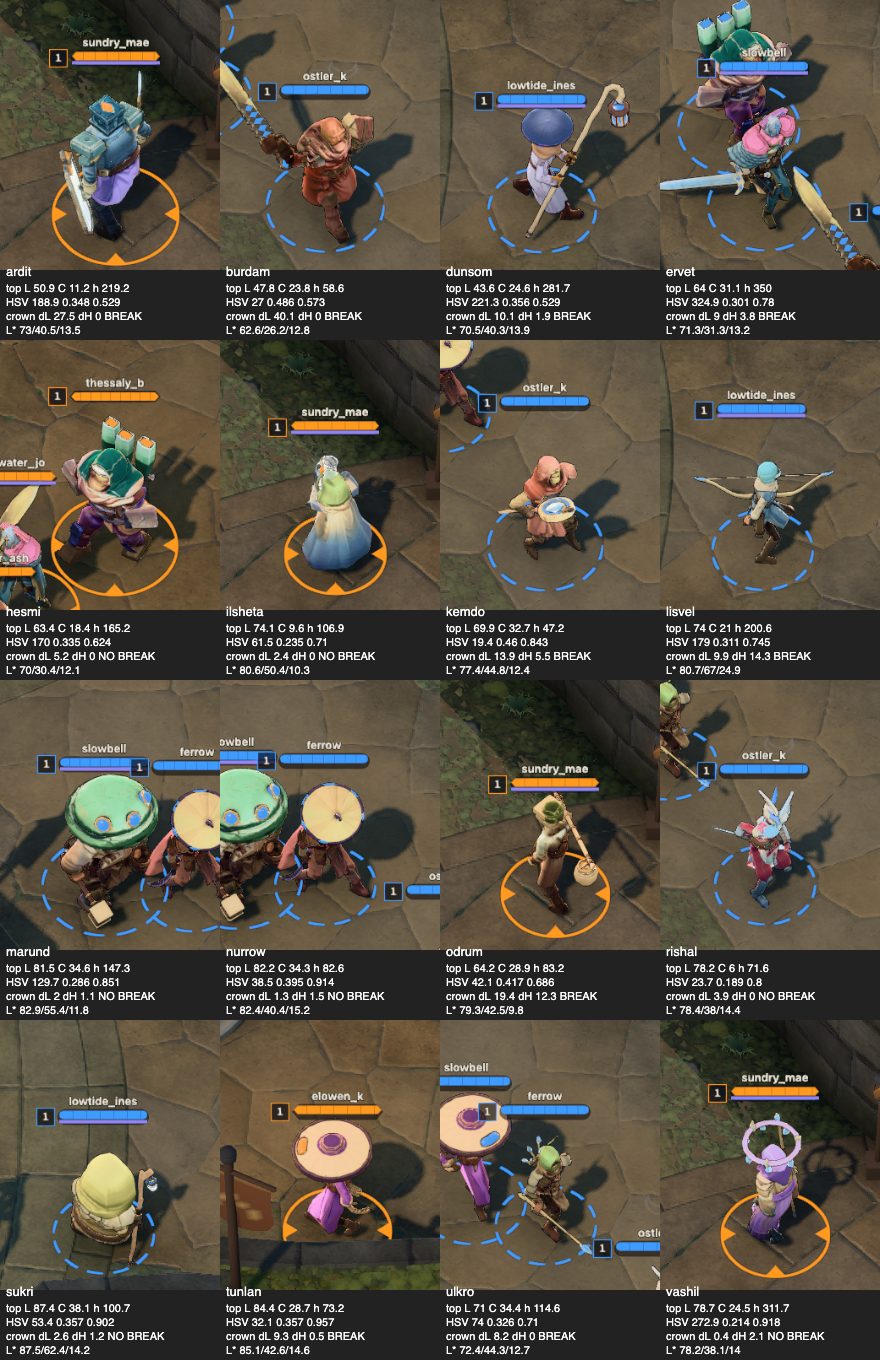 sundry_mae
1
ostler_k
1
lowtide_ines
1
slowbell
1
1
ardit
top L 50.9 C 11.2 h 219.2
HSV 188.9 0.348 0.529
crown dL 27.5 dH 0 BREAK
L* 73/40.5/13.5
burdam
top L 47.8 C 23.8 h 58.6
HSV 27 0.486 0.573
crown dL 40.1 dH 0 BREAK
L* 62.6/26.2/12.8
dunsom
top L 43.6 C 24.6 h 281.7
HSV 221.3 0.356 0.529
crown dL 10.1 dH 1.9 BREAK
L* 70.5/40.3/13.9
ervet
top L 64 C 31.1 h 350
HSV 324.9 0.301 0.78
crown dL 9 dH 3.8 BREAK
L* 71.3/31.3/13.2
thessaly_b
1
water_jo
r_ash
sundry_mae
1
ostler_k
1
lowtide_ines
1
hesmi
top L 63.4 C 18.4 h 165.2
HSV 170 0.335 0.624
crown dL 5.2 dH 0 NO BREAK
L* 70/30.4/12.1
ilsheta
top L 74.1 C 9.6 h 106.9
HSV 61.5 0.235 0.71
crown dL 2.4 dH 0 NO BREAK
L* 80.6/50.4/10.3
kemdo
top L 69.9 C 32.7 h 47.2
HSV 19.4 0.46 0.843
crown dL 13.9 dH 5.5 BREAK
L* 77.4/44.8/12.4
lisvel
top L 74 C 21 h 200.6
HSV 179 0.311 0.745
crown dL 9.9 dH 14.3 BREAK
L* 80.7/67/24.9
slowbell
1
ferrow
1
owbell
ferrow
1
os
1
sundry_mae
1
ostler_k
1
marund
top L 81.5 C 34.6 h 147.3
HSV 129.7 0.286 0.851
crown dL 2 dH 1.1 NO BREAK
L* 82.9/55.4/11.8
nurrow
top L 82.2 C 34.3 h 82.6
HSV 38.5 0.395 0.914
crown dL 1.3 dH 1.5 NO BREAK
L* 82.4/40.4/15.2
odrum
top L 64.2 C 28.9 h 83.2
HSV 42.1 0.417 0.686
crown dL 19.4 dH 12.3 BREAK
L* 79.3/42.5/9.8
rishal
top L 78.2 C 6 h 71.6
HSV 23.7 0.189 0.8
crown dL 3.9 dH 0 NO BREAK
L* 78.4/38/14.4
lowtide_ines
1
elowen_k
1
slowbell
ferrow
1
ostl
1
sundry_mae
1
sukri
top L 87.4 C 38.1 h 100.7
HSV 53.4 0.357 0.902
crown dL 2.6 dH 1.2 NO BREAK
L* 87.5/62.4/14.2
tunlan
top L 84.4 C 28.7 h 73.2
HSV 32.1 0.357 0.957
crown dL 9.3 dH 0.5 BREAK
L* 85.1/42.6/14.6
ulkro
top L 71 C 34.4 h 114.6
HSV 74 0.326 0.71
crown dL 8.2 dH 0 BREAK
L* 72.4/44.3/12.7
vashil
top L 78.7 C 24.5 h 311.7
HSV 272.9 0.214 0.918
crown dL 0.4 dH 2.1 NO BREAK
L* 78.2/38.1/14